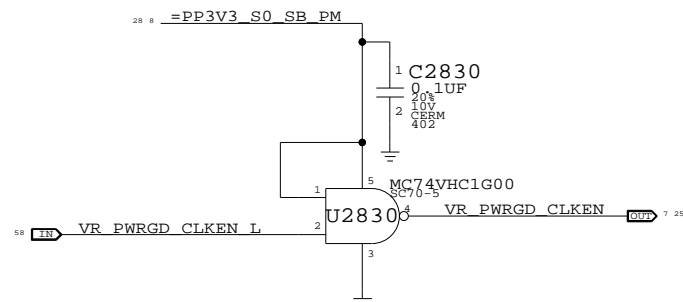 28 8 =PP3V3_S0_SB_PM
1 C2830
0.1UF
20%
10V
2 CERM
402
5 MC74VHC1G00
SC70-5
1
U2830 4 VR_PWRGD_CLKEN OUT 7 25
58 IN VR_PWRGD_CLKEN_L 2
3